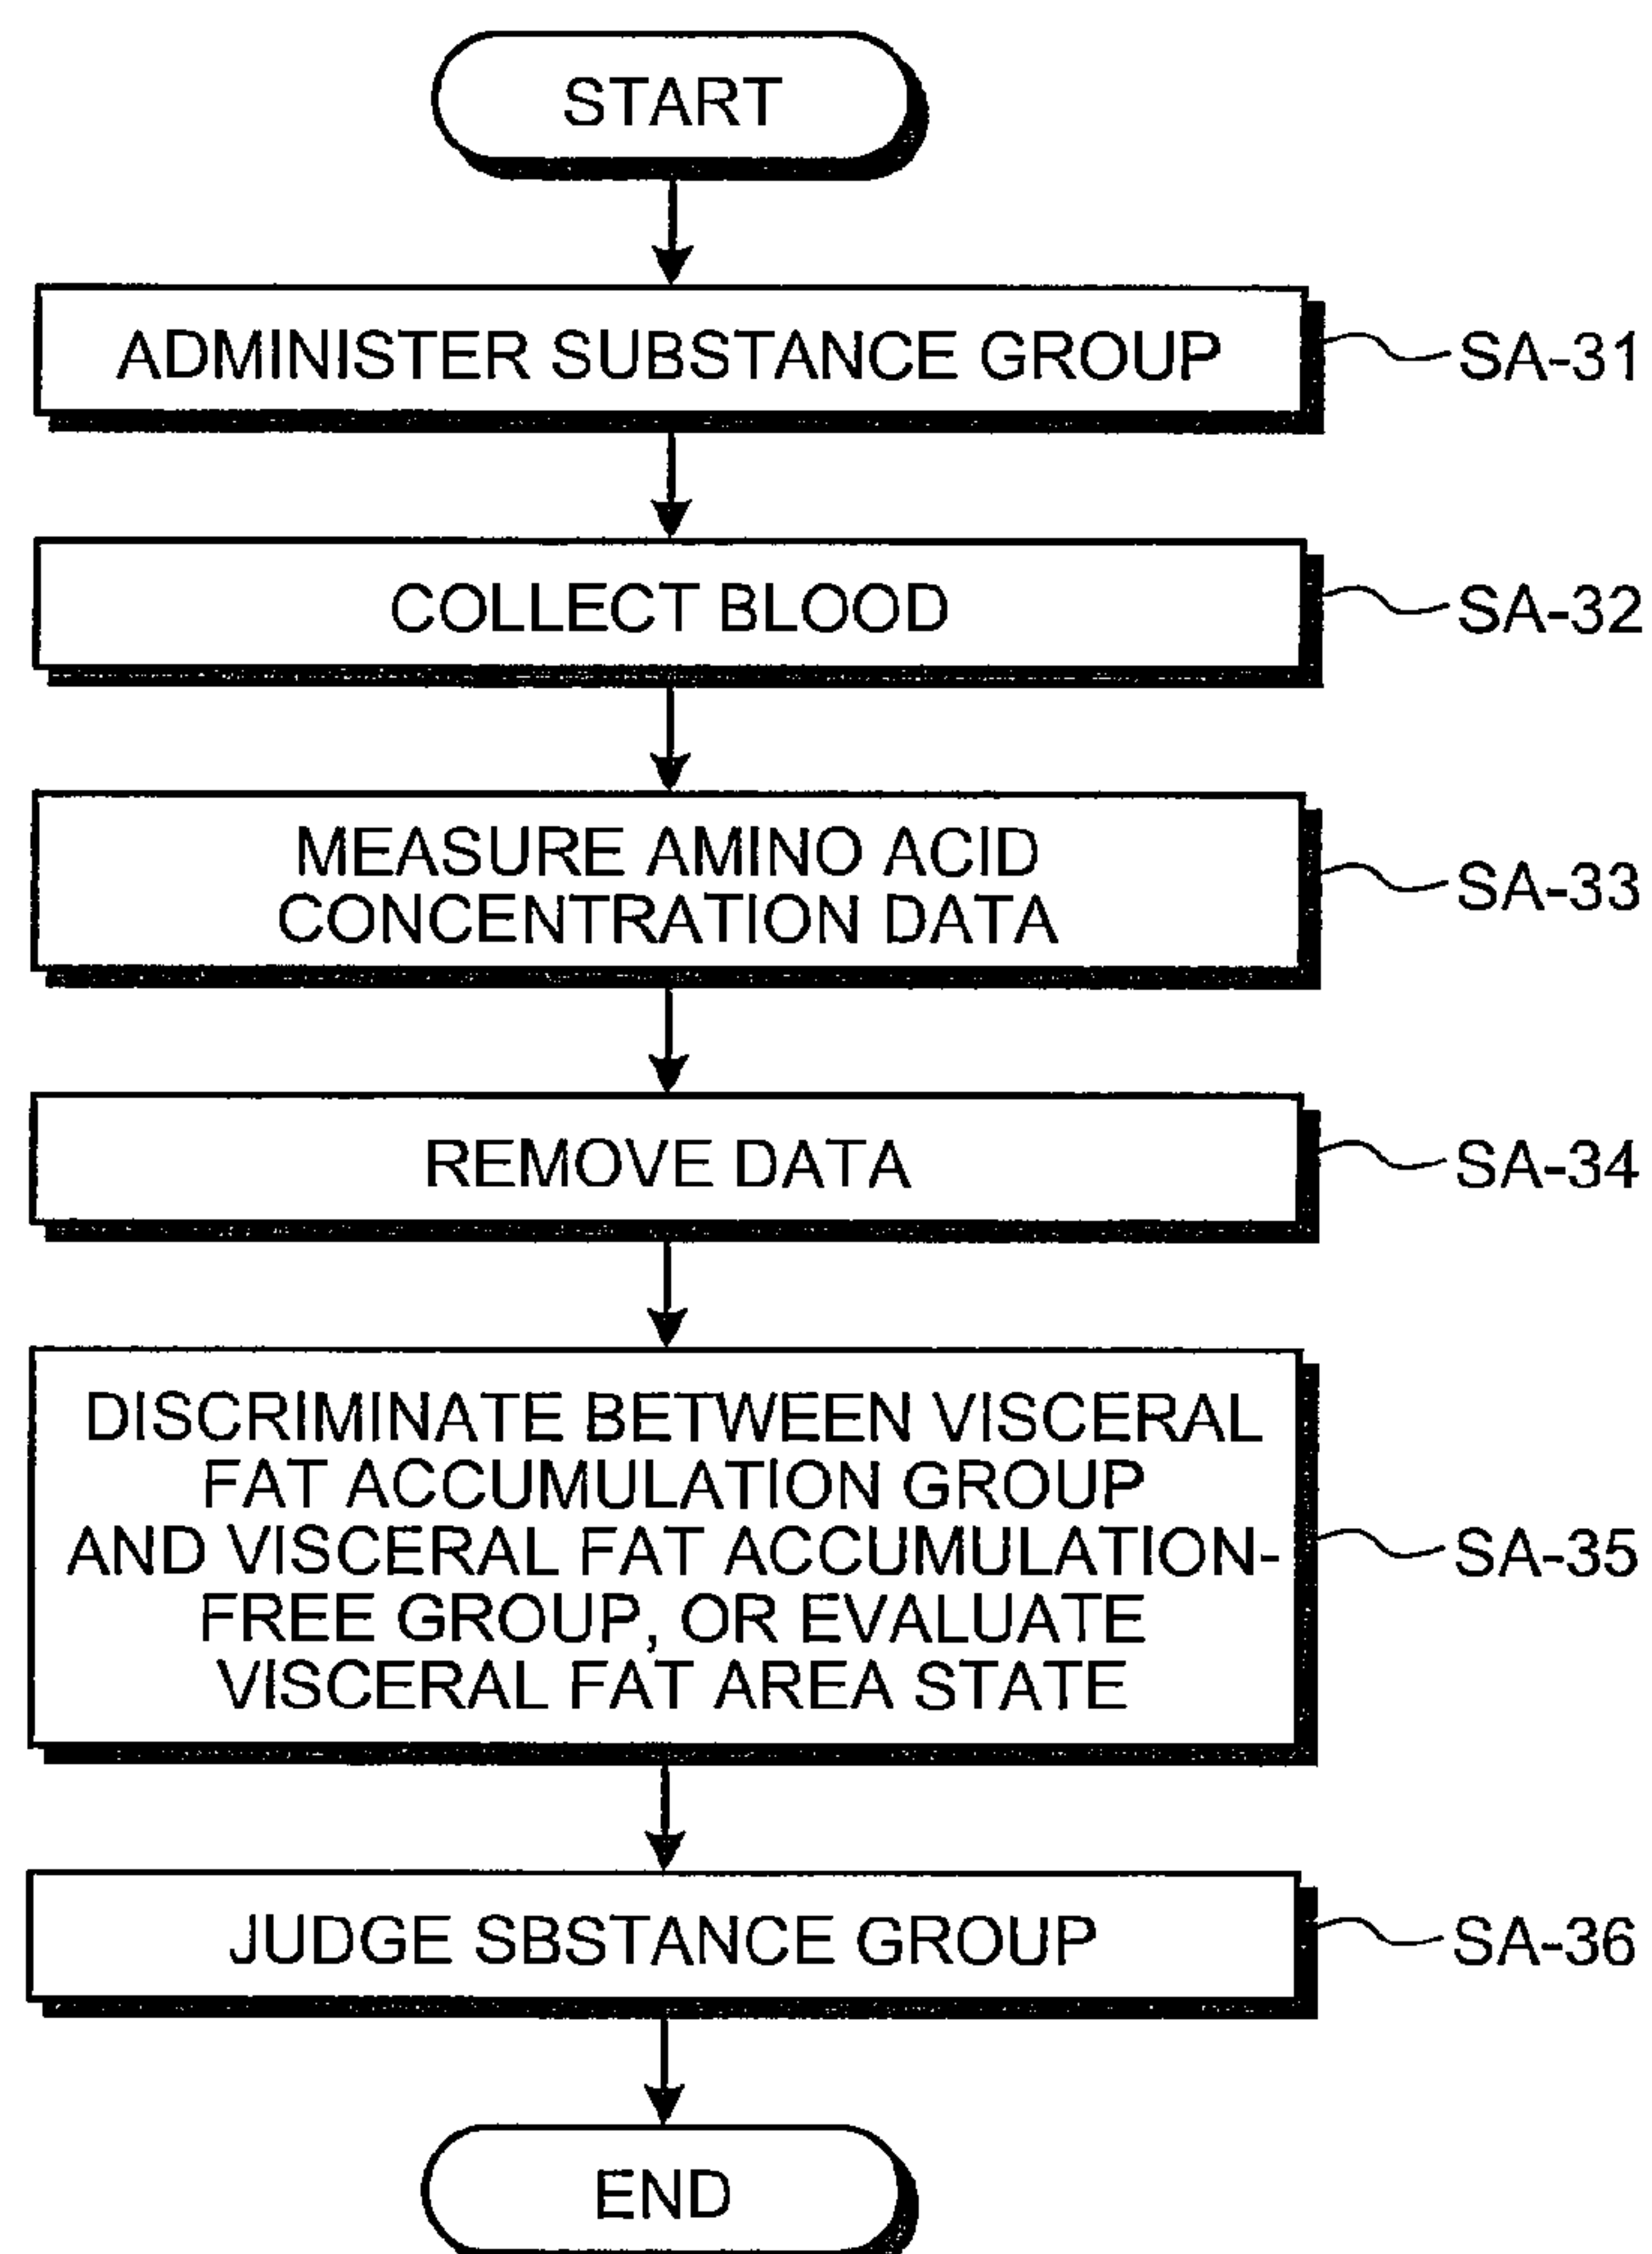 START
ADMINISTER SUBSTANCE GROUP
SA-31
COLLECT BLOOD
SA-32
MEASURE AMINO ACID
CONCENTRATION DATA
SA-33
REMOVE DATA
SA-34
DISCRIMINATE BETWEEN VISCERAL
FAT ACCUMULATION GROUP
AND VISCERAL FAT ACCUMULATION-
FREE GROUP, OR EVALUATE
VISCERAL FAT AREA STATE
SA-35
JUDGE SBSTANCE GROUP
SA-36
END